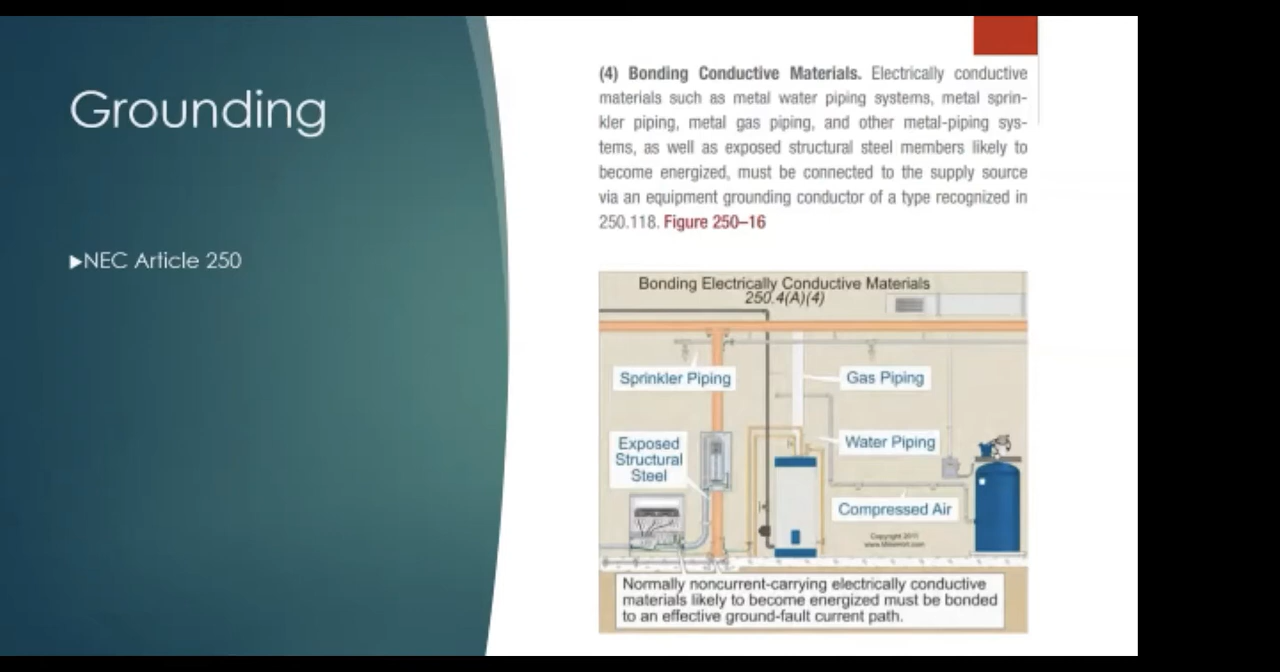 Grounding
▶NEC Article 250
(4) Bonding Conductive Materials. Electrically conductive
materials such as metal water piping systems, metal sprin-
kler piping, metal gas piping, and other metal-piping sys-
tems, as well as exposed structural steel members likely to
become energized, must be connected to the supply source
via an equipment grounding conductor of a type recognized in
250.118. Figure 250–16
Bonding Electrically Conductive Materials
250.4(A)(4)
Sprinkler Piping
Gas Piping
Exposed
Structural
Steel
Water Piping
Compressed Air
Copyright 2011
Normally noncurrent-carrying electrically conductive
materials likely to become energized must be bonded
to an effective ground-fault current path.